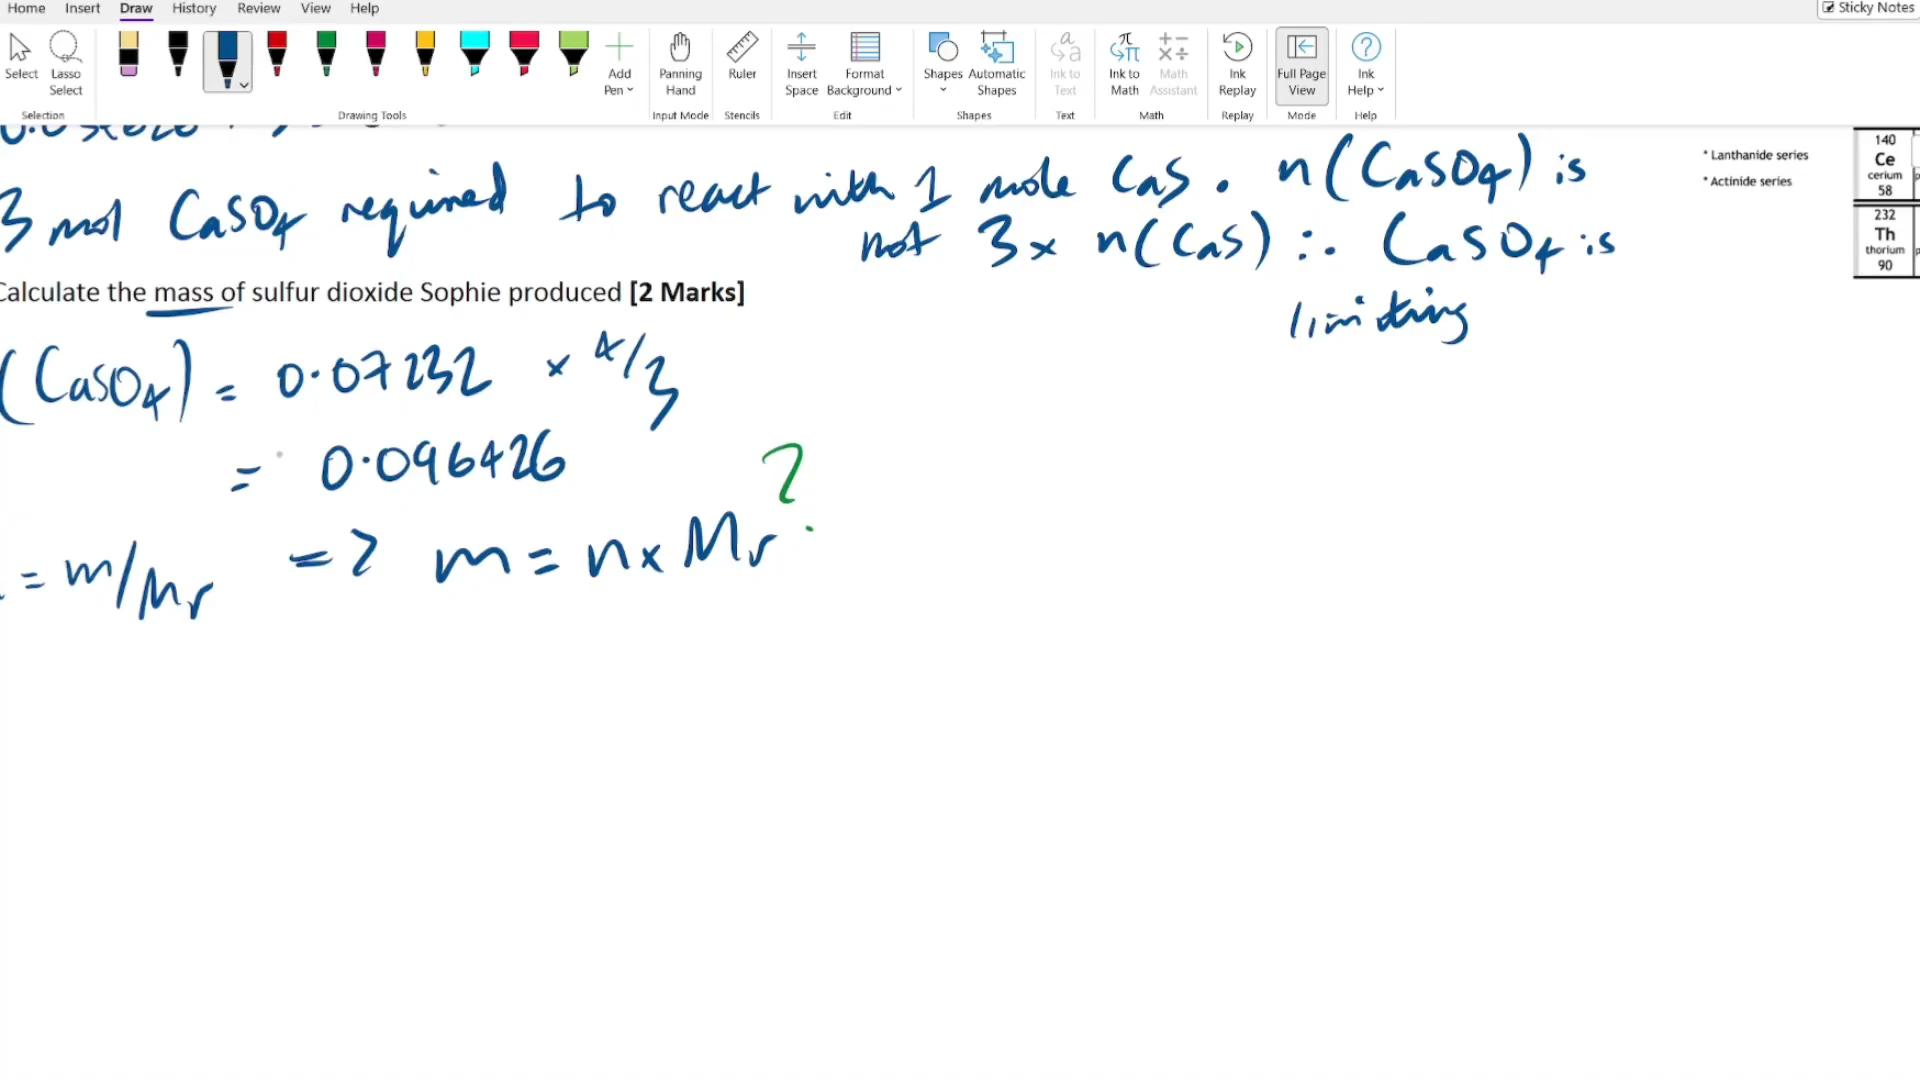 Home Insert Draw History Review View Help
Sticky Notes
Select Lasso Select Add Pen Panning Hand Ruler Insert Space Format Background Shapes Automatic Shapes Ink to Text Ink to Math Math Assistant Ink Replay Full Page View Ink Help
Selection Drawing Tools Input Mode Stencils Edit Shapes Text Math Replay Mode Help
3 mol CaSO4 required to react with 1 mole CaS. n(CaSO4) is
not 3 x n(CaS) ∴ CaSO4 is
limiting
Calculate the mass of sulfur dioxide Sophie produced [2 Marks]
(CaSO4) = 0.07232 x 4/3
= 0.096426
?
= m/Mr => m = n x Mr
* Lanthanide series
* Actinide series
140
Ce
cerium
58
232
Th
thorium
90